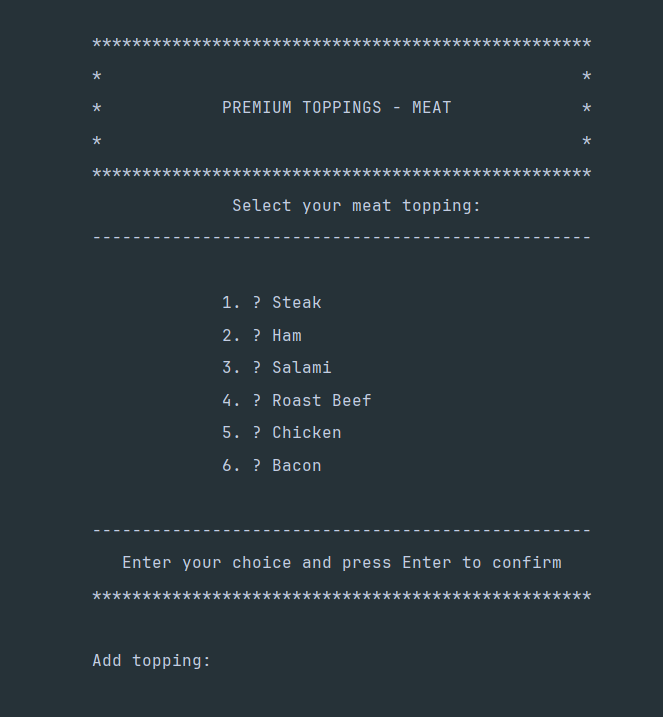 **************************************************
*                                                *
*            PREMIUM TOPPINGS - MEAT             *
*                                                *
**************************************************
              Select your meat topping:
--------------------------------------------------
             1. ? Steak
             2. ? Ham
             3. ? Salami
             4. ? Roast Beef
             5. ? Chicken
             6. ? Bacon
--------------------------------------------------
   Enter your choice and press Enter to confirm
**************************************************
Add topping: